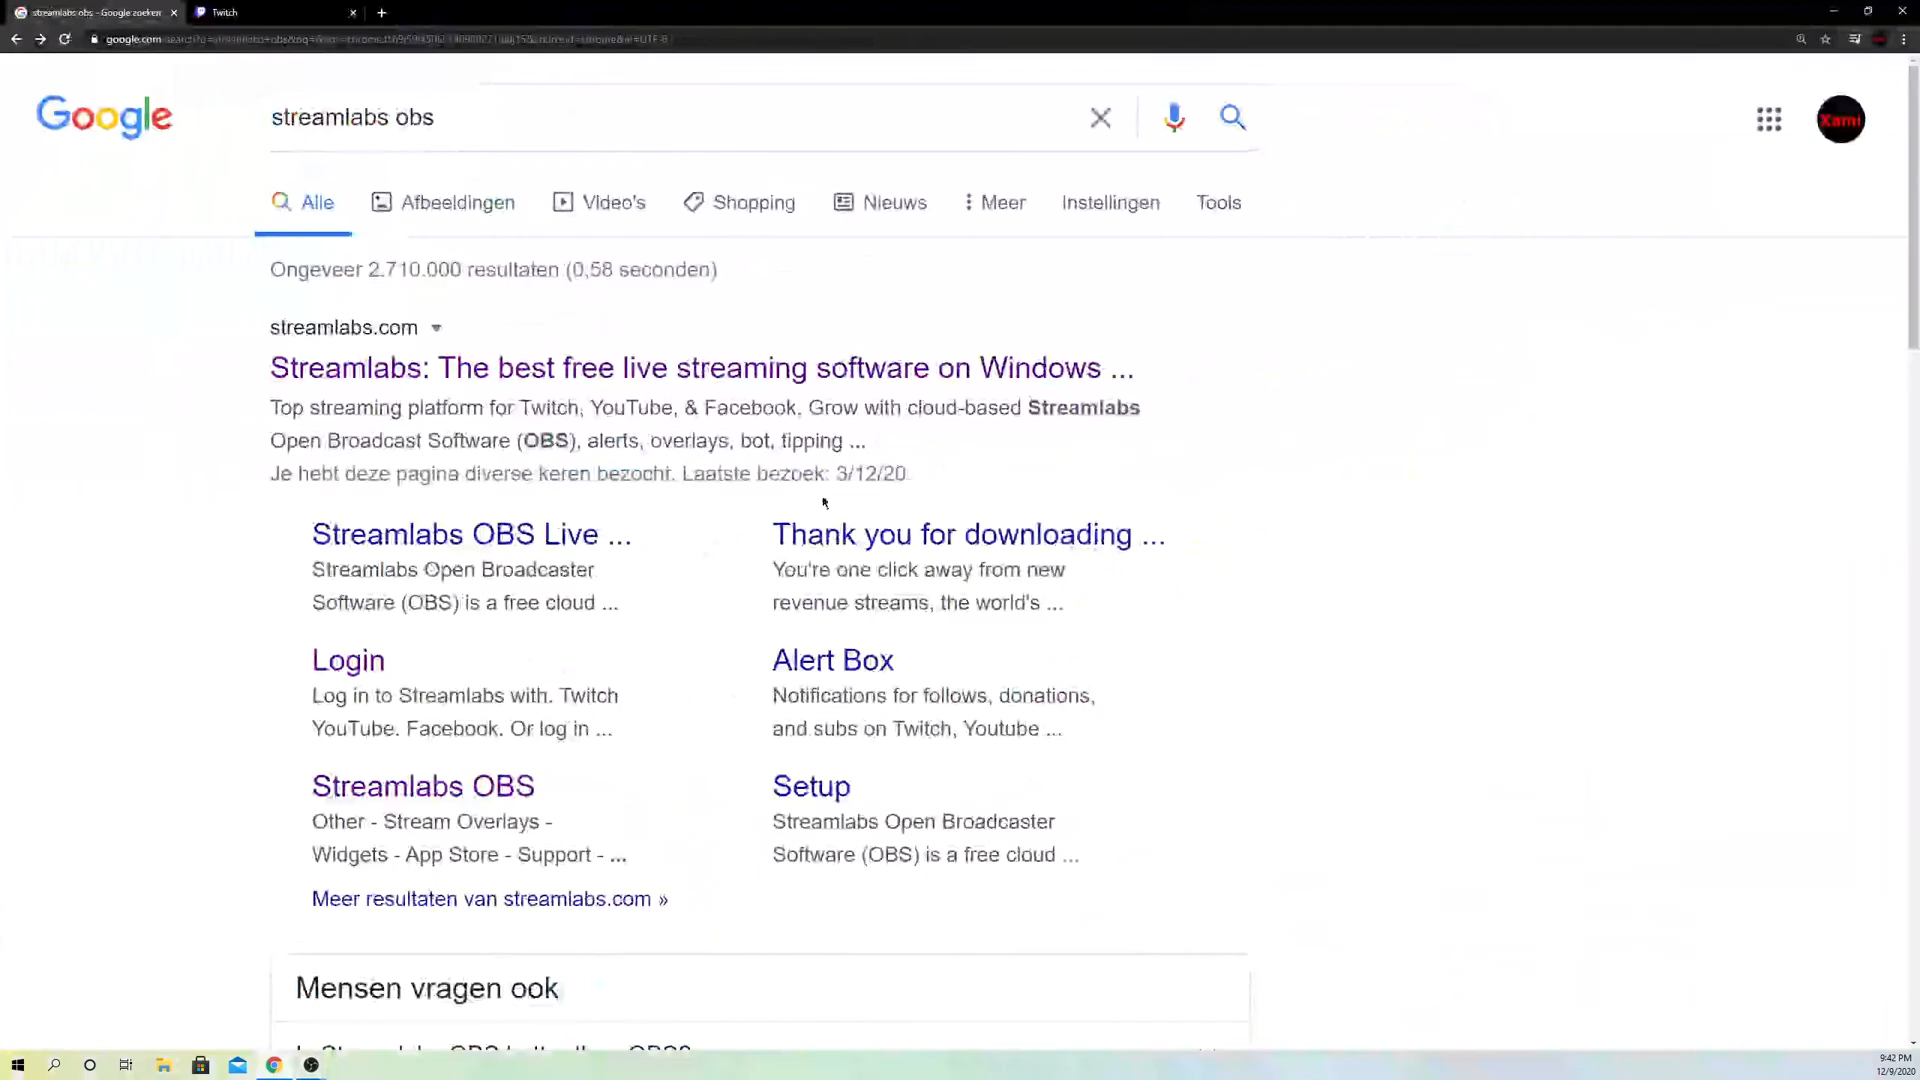 streamlabs obs - Google zoeken
Twitch
google.com
Google
streamlabs obs
Xami
Alle
Afbeeldingen
Video's
Shopping
Nieuws
Meer
Instellingen
Tools
Ongeveer 2.710.000 resultaten (0,58 seconden)
streamlabs.com
Streamlabs: The best free live streaming software on Windows ...
Top streaming platform for Twitch, YouTube, & Facebook. Grow with cloud-based Streamlabs
Open Broadcast Software (OBS), alerts, overlays, bot, tipping ...
Je hebt deze pagina diverse keren bezocht. Laatste bezoek: 3/12/20
Streamlabs OBS Live ...
Streamlabs Open Broadcaster
Software (OBS) is a free cloud ...
Thank you for downloading ...
You're one click away from new
revenue streams, the world's ...
Login
Log in to Streamlabs with. Twitch
YouTube. Facebook. Or log in ...
Alert Box
Notifications for follows, donations,
and subs on Twitch, Youtube ...
Streamlabs OBS
Other - Stream Overlays -
Widgets - App Store - Support - ...
Setup
Streamlabs Open Broadcaster
Software (OBS) is a free cloud ...
Meer resultaten van streamlabs.com »
Mensen vragen ook
9:42 PM
12/9/2020